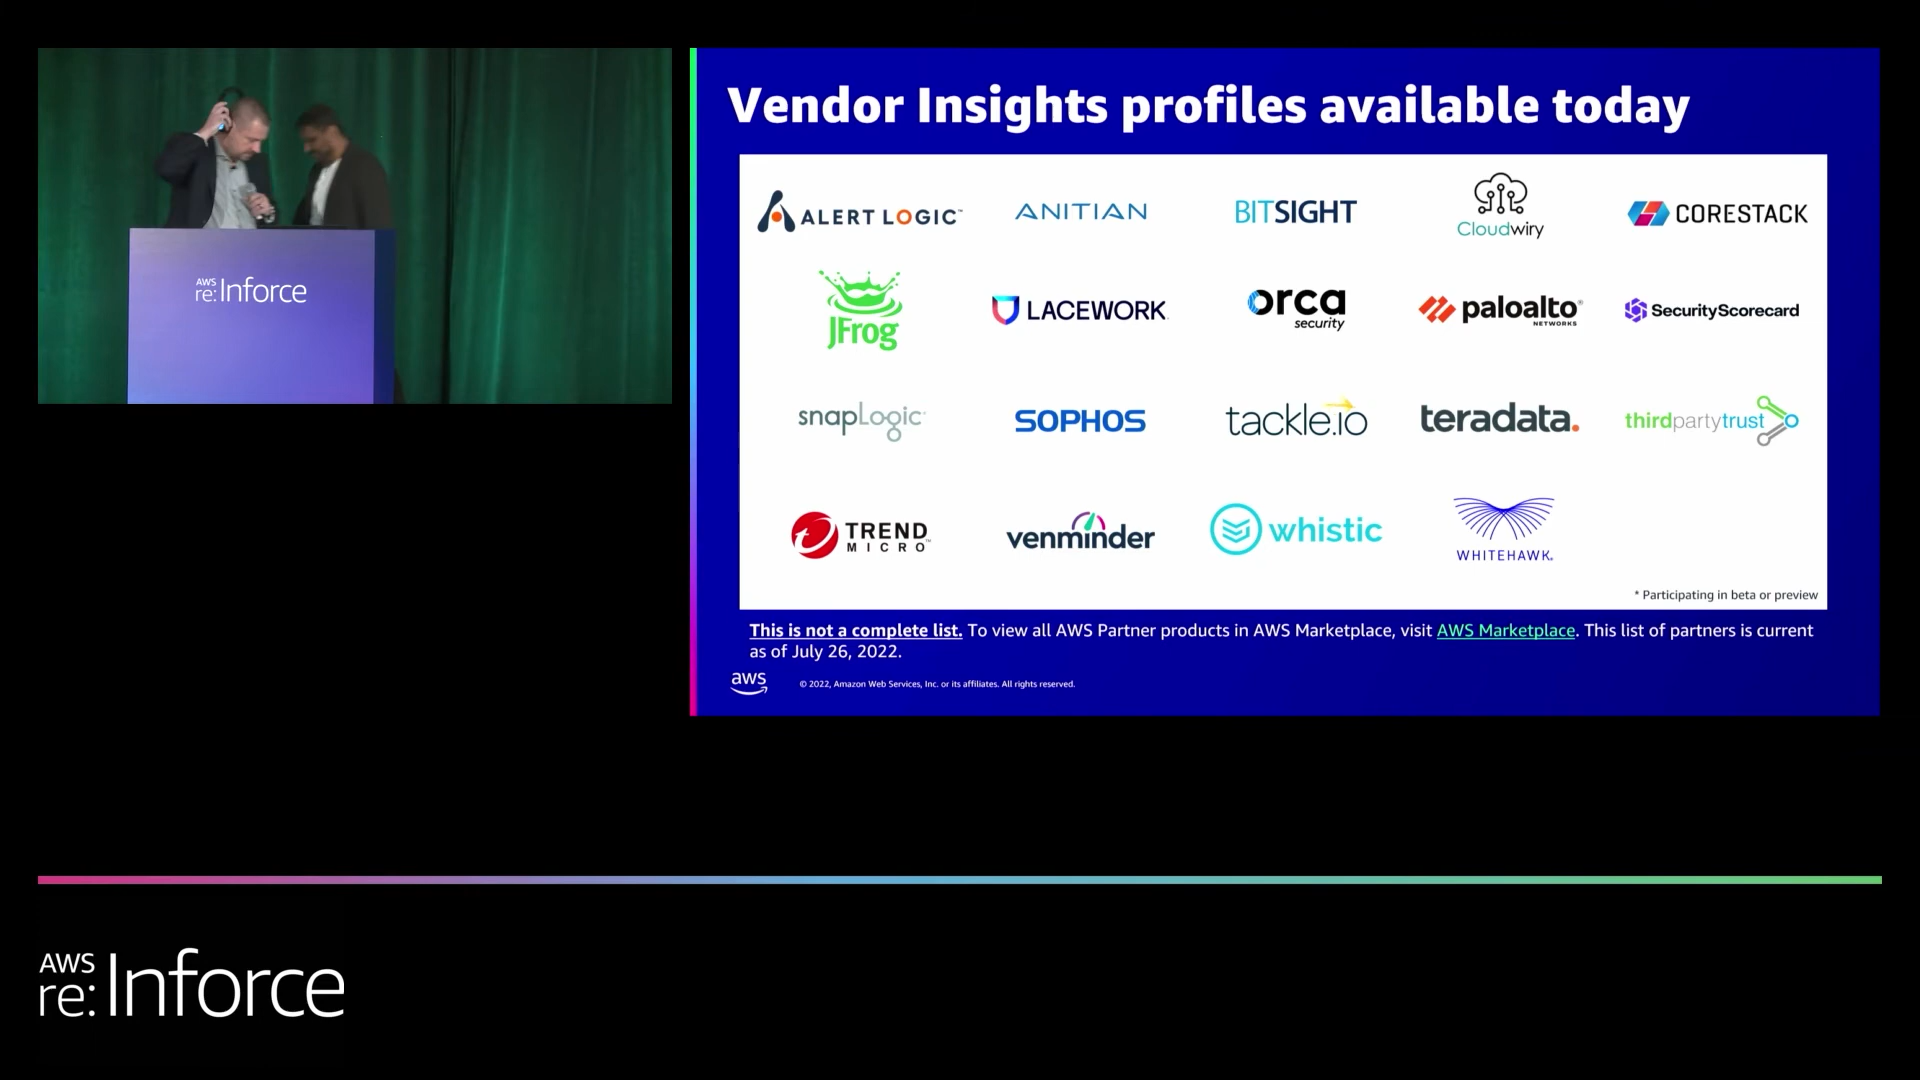 AWS
re:Inforce
Vendor Insights profiles available today
ALERT LOGIC™
ANITIAN
BITSIGHT
Cloudwiry
CORESTACK
JFrog
LACEWORK
orca
security
paloalto®
NETWORKS
SecurityScorecard
snapLogic
SOPHOS
tackle.io
teradata.
thirdpartytrust
TREND
MICRO™
venminder
whistic
WHITEHAWK
* Participating in beta or preview
This is not a complete list. To view all AWS Partner products in AWS Marketplace, visit AWS Marketplace. This list of partners is current
as of July 26, 2022.
aws
© 2022, Amazon Web Services, Inc. or its affiliates. All rights reserved.
AWS
re:Inforce